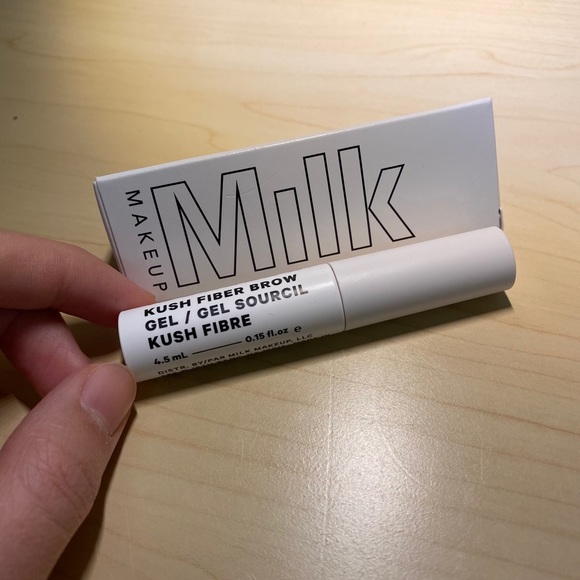 MAKEUP
Milk
KUSH FIBER BROW
GEL / GEL SOURCIL
KUSH FIBRE
4.5 mL 0.15 fl.oz e
DISTR. BY/PAR MILK MAKEUP, LLC